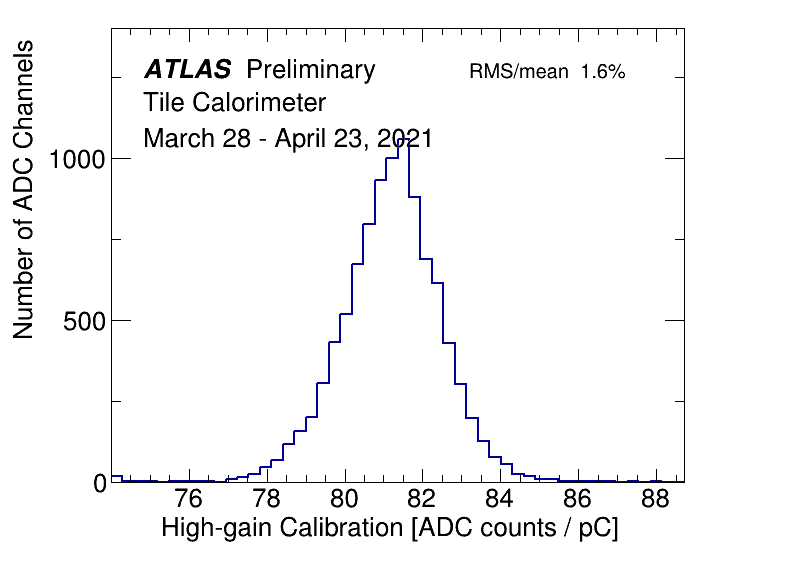 ATLAS Preliminary
RMS/mean 1.6%
Tile Calorimeter
March 28 - April 23, 2021
Number of ADC Channels
1000
500
0
76 78 80 82 84 86 88
High-gain Calibration [ADC counts / pC]